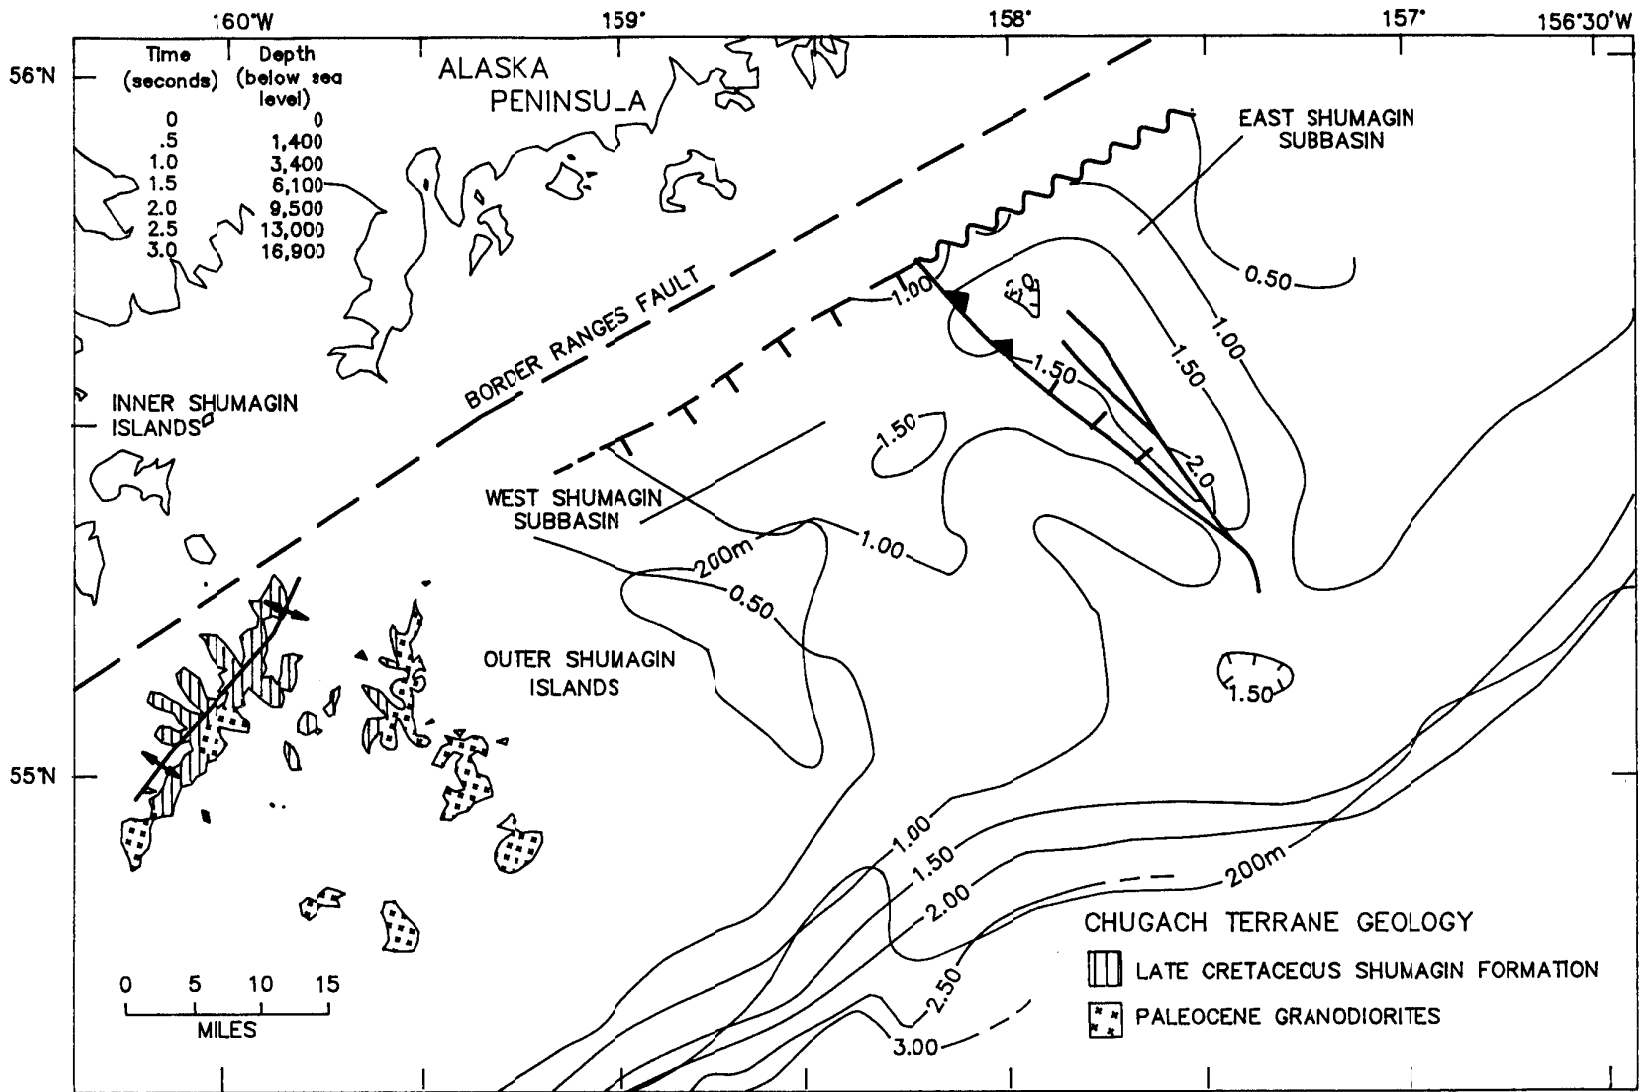 160°W
159°
158°
157°
156°30'W
56°N
55°N
Time
(seconds)
Depth
(below sea
level)
0 0
.5 1,400
1.0 3,400
1.5 6,100
2.0 9,500
2.5 13,000
3.0 16,900
ALASKA
PENINSULA
EAST SHUMAGIN
SUBBASIN
BORDER RANGES FAULT
INNER SHUMAGIN
ISLANDS
WEST SHUMAGIN
SUBBASIN
OUTER SHUMAGIN
ISLANDS
0.50
1.00
1.00
1.50
1.50
1.50
2.0
1.00
200m
0.50
1.50
1.00
1.50
2.00
200m
2.50
3.00
CHUGACH TERRANE GEOLOGY
LATE CRETACEOUS SHUMAGIN FORMATION
PALEOCENE GRANODIORITES
0 5 10 15
MILES